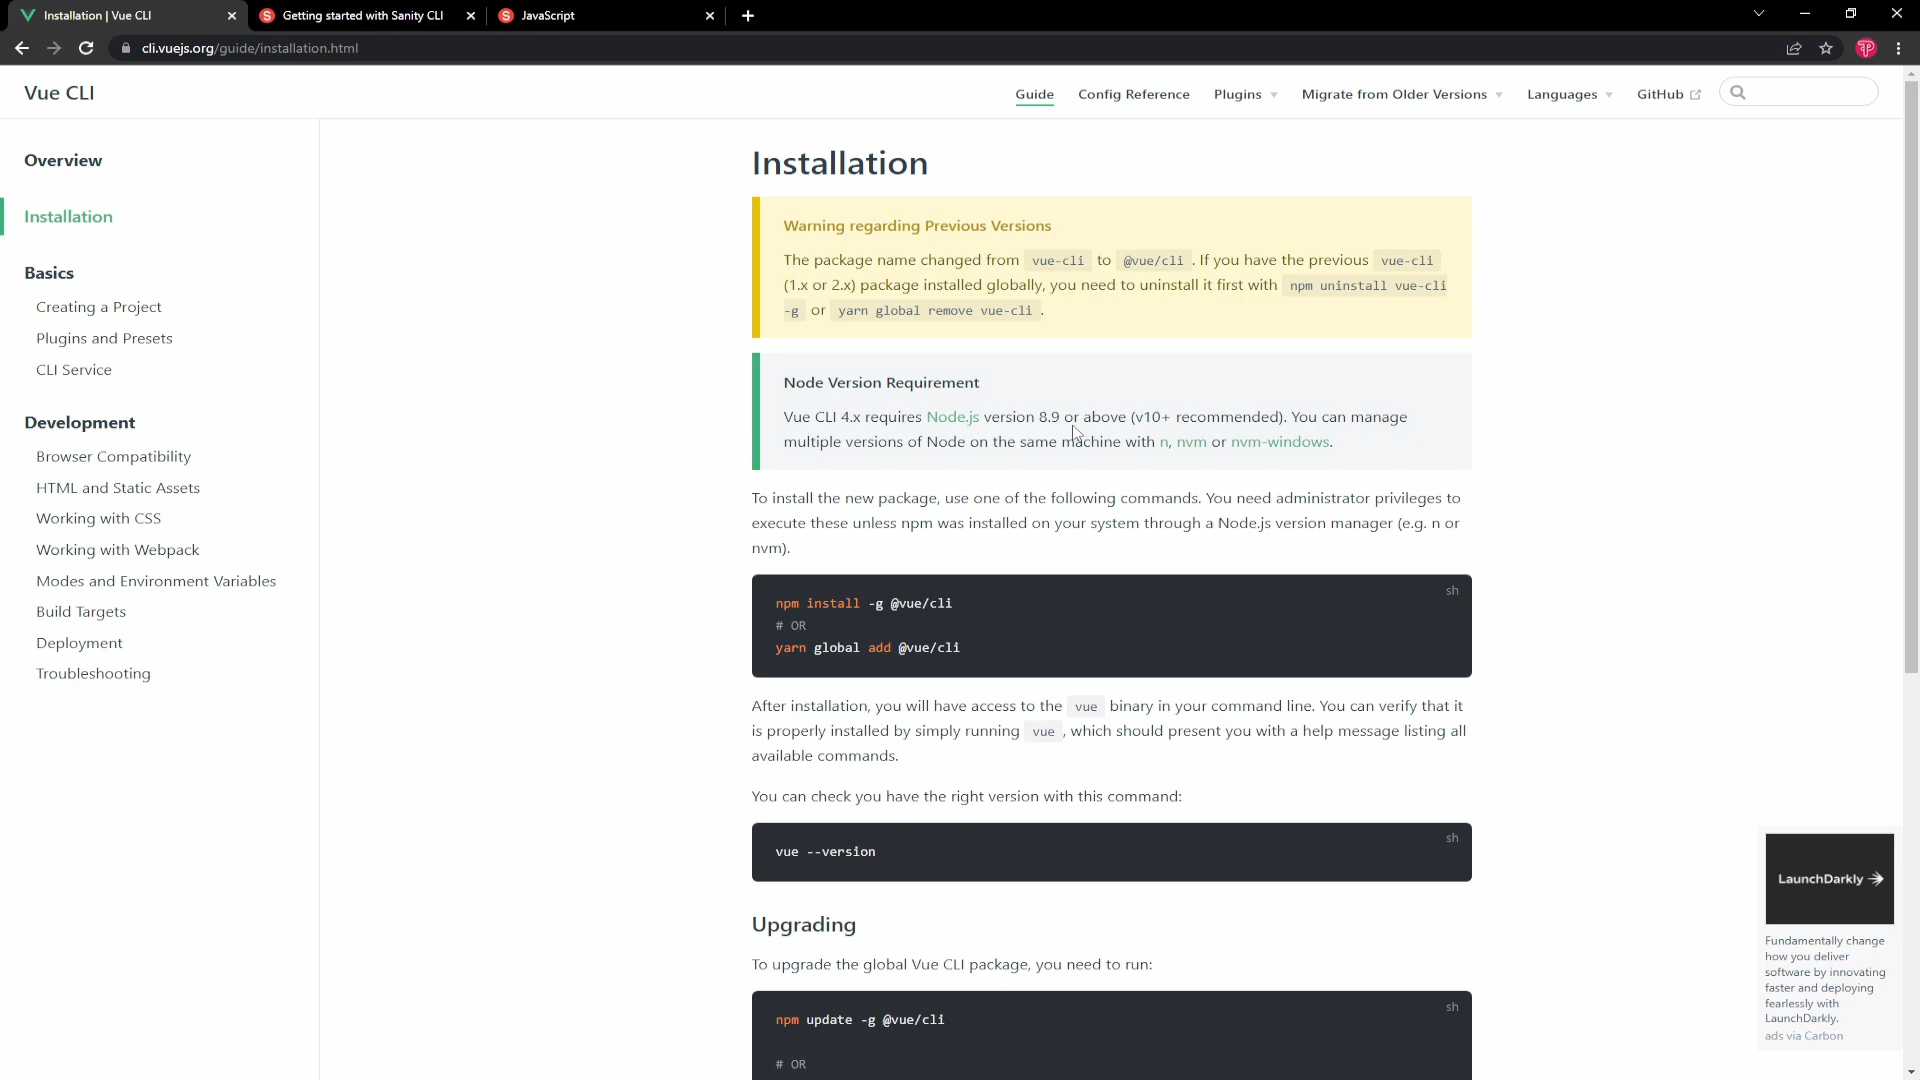 Installation | Vue CLI
Getting started with Sanity CLI
JavaScript
cli.vuejs.org/guide/installation.html
Vue CLI
Guide
Config Reference
Plugins
Migrate from Older Versions
Languages
GitHub
Overview
Installation
Basics
Creating a Project
Plugins and Presets
CLI Service
Development
Browser Compatibility
HTML and Static Assets
Working with CSS
Working with Webpack
Modes and Environment Variables
Build Targets
Deployment
Troubleshooting
Installation
Warning regarding Previous Versions
The package name changed from vue-cli to @vue/cli . If you have the previous vue-cli
(1.x or 2.x) package installed globally, you need to uninstall it first with npm uninstall vue-cli
-g or yarn global remove vue-cli .
Node Version Requirement
Vue CLI 4.x requires Node.js version 8.9 or above (v10+ recommended). You can manage
multiple versions of Node on the same machine with n, nvm or nvm-windows.
To install the new package, use one of the following commands. You need administrator privileges to
execute these unless npm was installed on your system through a Node.js version manager (e.g. n or
nvm).
sh
npm install -g @vue/cli
# OR
yarn global add @vue/cli
After installation, you will have access to the vue binary in your command line. You can verify that it
is properly installed by simply running vue , which should present you with a help message listing all
available commands.
You can check you have the right version with this command:
sh
vue --version
Upgrading
To upgrade the global Vue CLI package, you need to run:
sh
npm update -g @vue/cli
# OR
LaunchDarkly
Fundamentally change
how you deliver
software by innovating
faster and deploying
fearlessly with
LaunchDarkly.
ads via Carbon